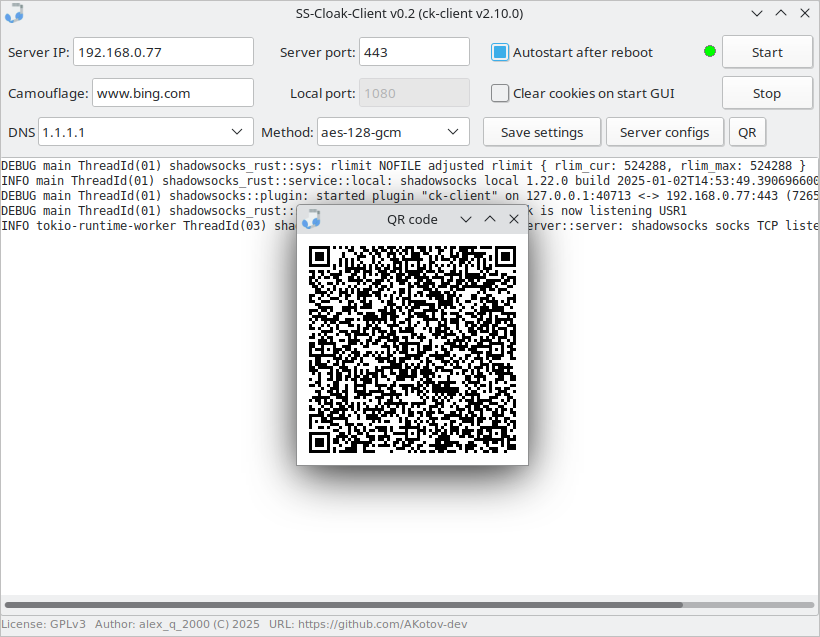 SS-Cloak-Client v0.2 (ck-client v2.10.0)
Server IP: 192.168.0.77 Server port: 443 Autostart after reboot Start
Camouflage: www.bing.com Local port: 1080 Clear cookies on start GUI Stop
DNS 1.1.1.1 Method: aes-128-gcm Save settings Server configs QR
DEBUG main ThreadId(01) shadowsocks_rust::sys: rlimit NOFILE adjusted rlimit { rlim_cur: 524288, rlim_max: 524288 }
INFO main ThreadId(01) shadowsocks_rust::service::local: shadowsocks local 1.22.0 build 2025-01-02T14:53:49.390696600
DEBUG main ThreadId(01) shadowsocks::plugin: started plugin "ck-client" on 127.0.0.1:40713 <-> 192.168.0.77:443 (7265
DEBUG main ThreadId(01) shadowsocks_rust:: k is now listening USR1
INFO tokio-runtime-worker ThreadId(03) sha erver::server: shadowsocks socks TCP liste
QR code
License: GPLv3 Author: alex_q_2000 (C) 2025 URL: https://github.com/AKotov-dev